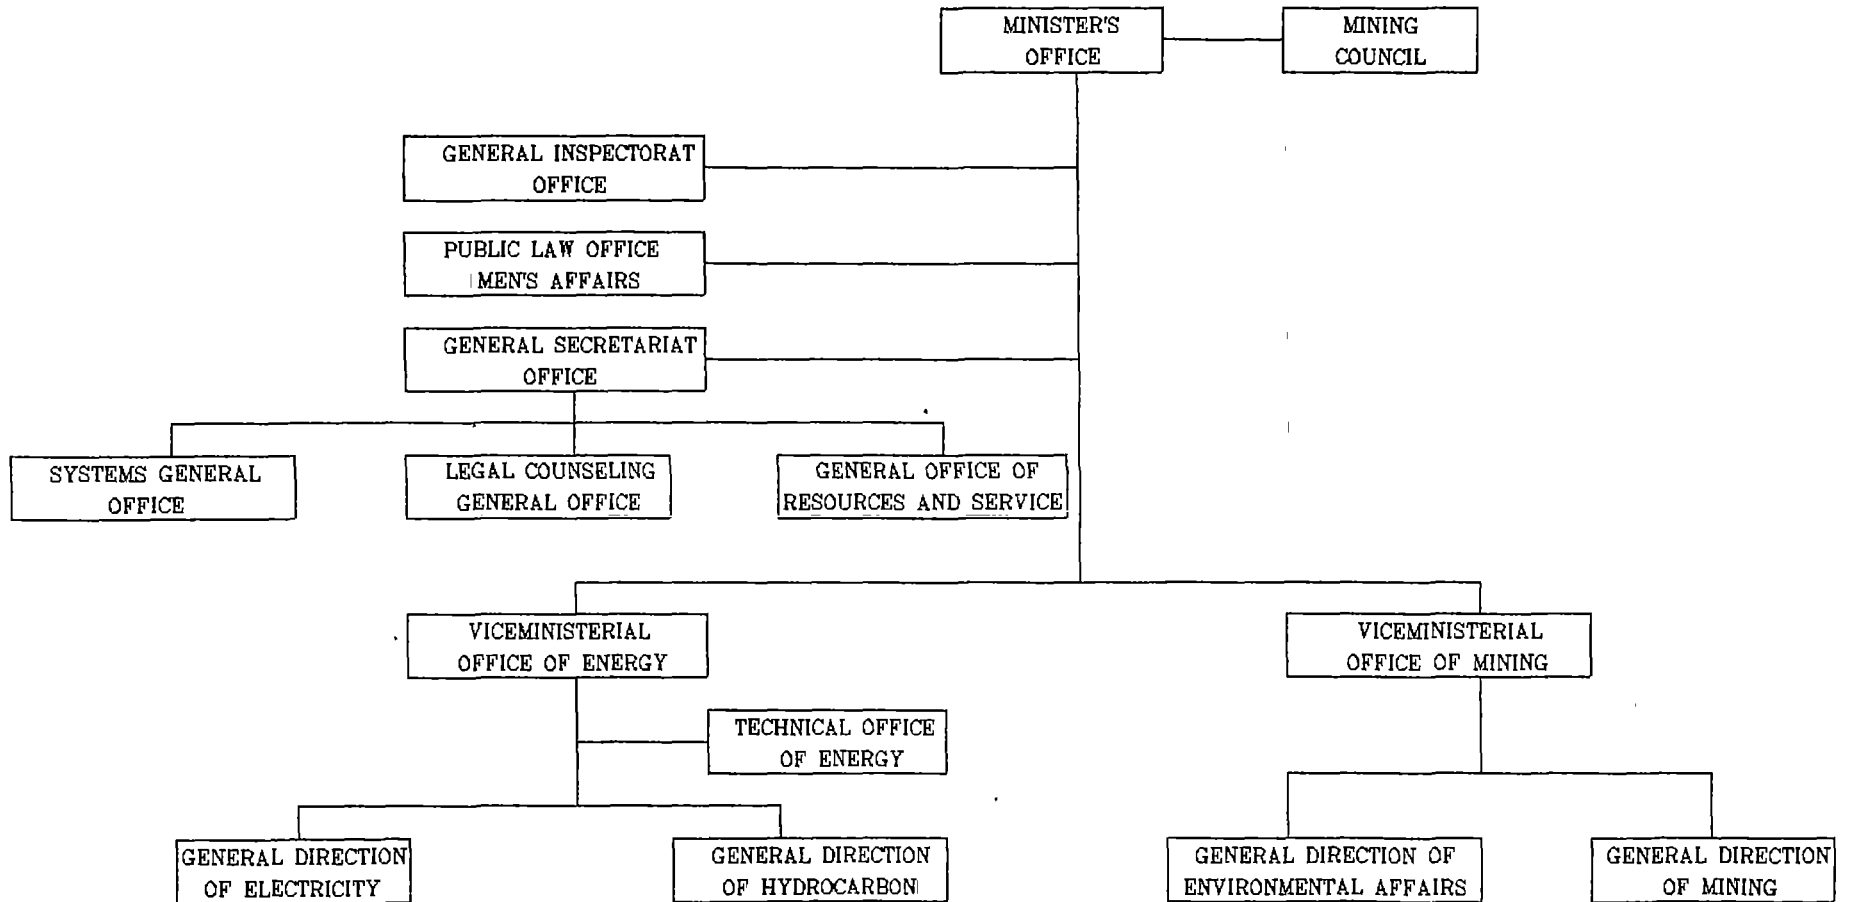 MINISTER'S
OFFICE
MINING
COUNCIL
GENERAL INSPECTORAT
OFFICE
PUBLIC LAW OFFICE
MEN'S AFFAIRS
GENERAL SECRETARIAT
OFFICE
SYSTEMS GENERAL
OFFICE
LEGAL COUNSELING
GENERAL OFFICE
GENERAL OFFICE OF
RESOURCES AND SERVICE
VICEMINISTERIAL
OFFICE OF ENERGY
VICEMINISTERIAL
OFFICE OF MINING
TECHNICAL OFFICE
OF ENERGY
GENERAL DIRECTION
OF ELECTRICITY
GENERAL DIRECTION
OF HYDROCARBON
GENERAL DIRECTION OF
ENVIRONMENTAL AFFAIRS
GENERAL DIRECTION
OF MINING